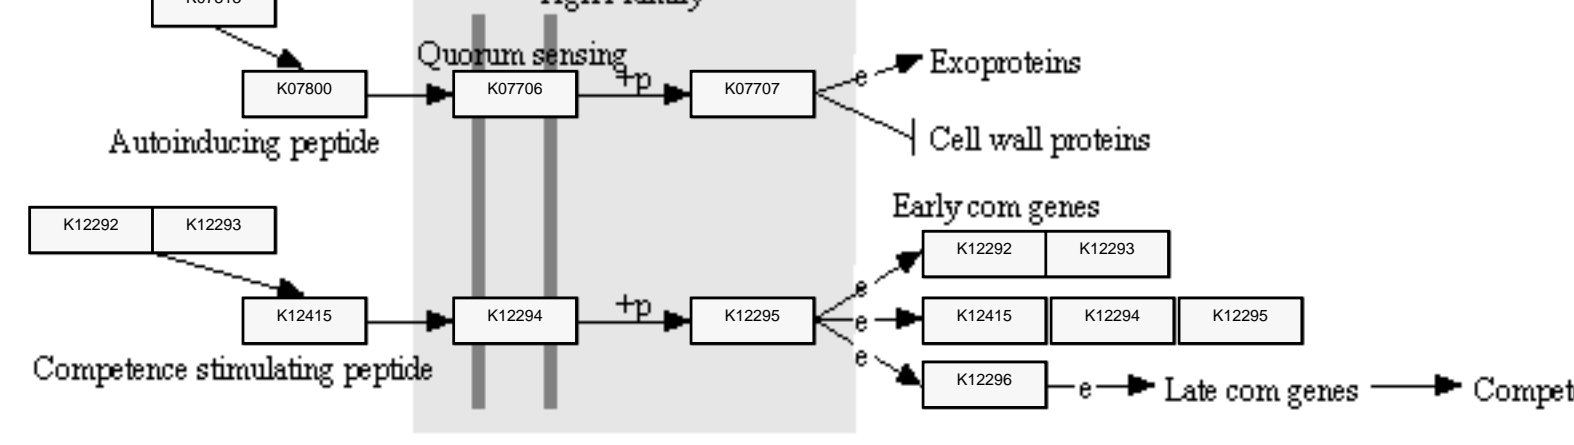 Quorum sensing
K07800
K07706
+p
K07707
e
Exoproteins
Autoinducing peptide
Cell wall proteins
K12292
K12293
Early com genes
K12292
K12293
e
K12415
K12294
+p
K12295
e
K12415
K12294
K12295
Competence stimulating peptide
e
K12296
e
Late com genes
Compet